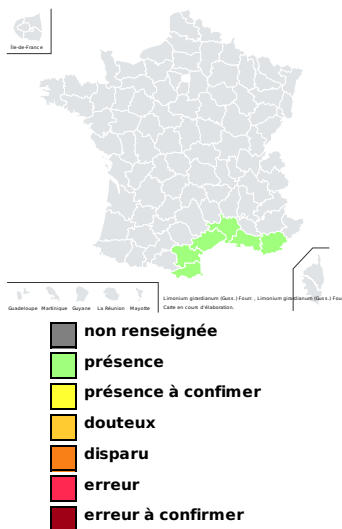 Île-de-France
Guadeloupe Martinique Guyane La Réunion Mayotte
Limonium girardianum (Guss.) Fourr., Limonium girardianum (Guss.) Fou
Carte en cours d'élaboration.
non renseignée
présence
présence à confimer
douteux
disparu
erreur
erreur à confirmer